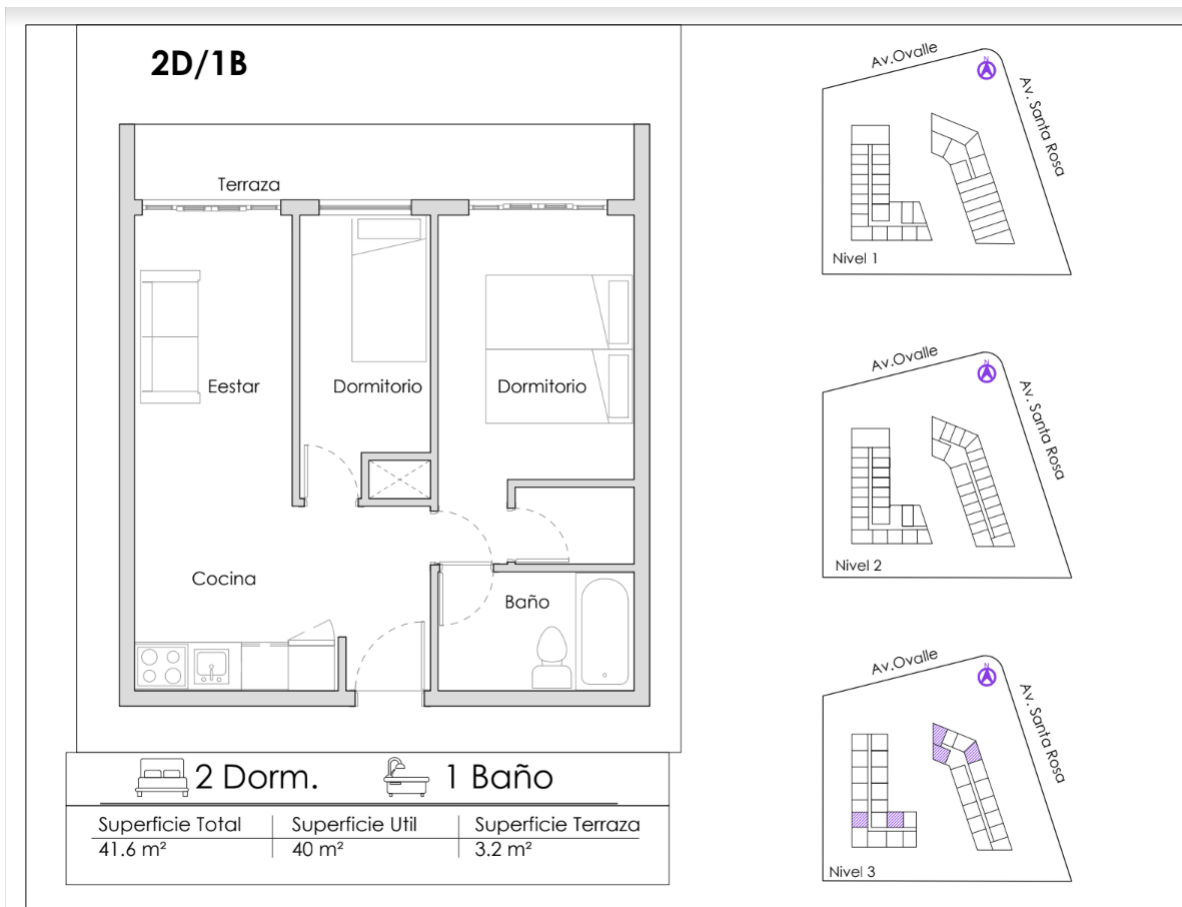 2D/1B
Terraza
Eestar
Dormitorio
Dormitorio
Cocina
Baño
2 Dorm.
1 Baño
Superficie Total
Superficie Util
Superficie Terraza
41.6 m²
40 m²
3.2 m²
Av.Ovalle
N
Av. Santa Rosa
Nivel 1
Av.Ovalle
N
Av. Santa Rosa
Nivel 2
Av.Ovalle
N
Av. Santa Rosa
Nivel 3